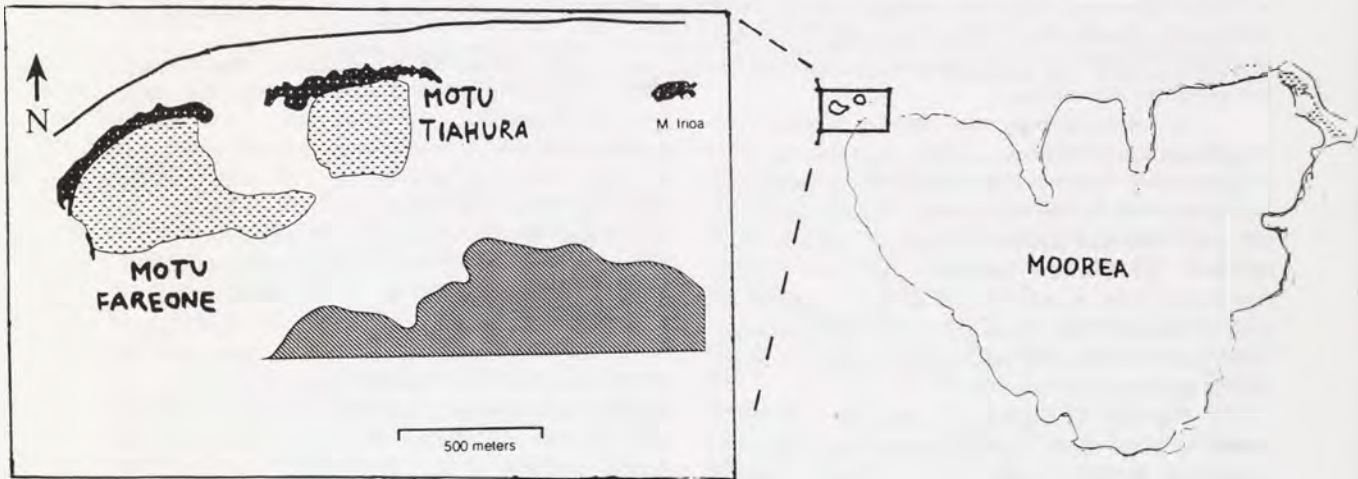 N
MOTU
TIAHURA
M. Irioa
MOTU
FAREONE
500 meters
MOOREA